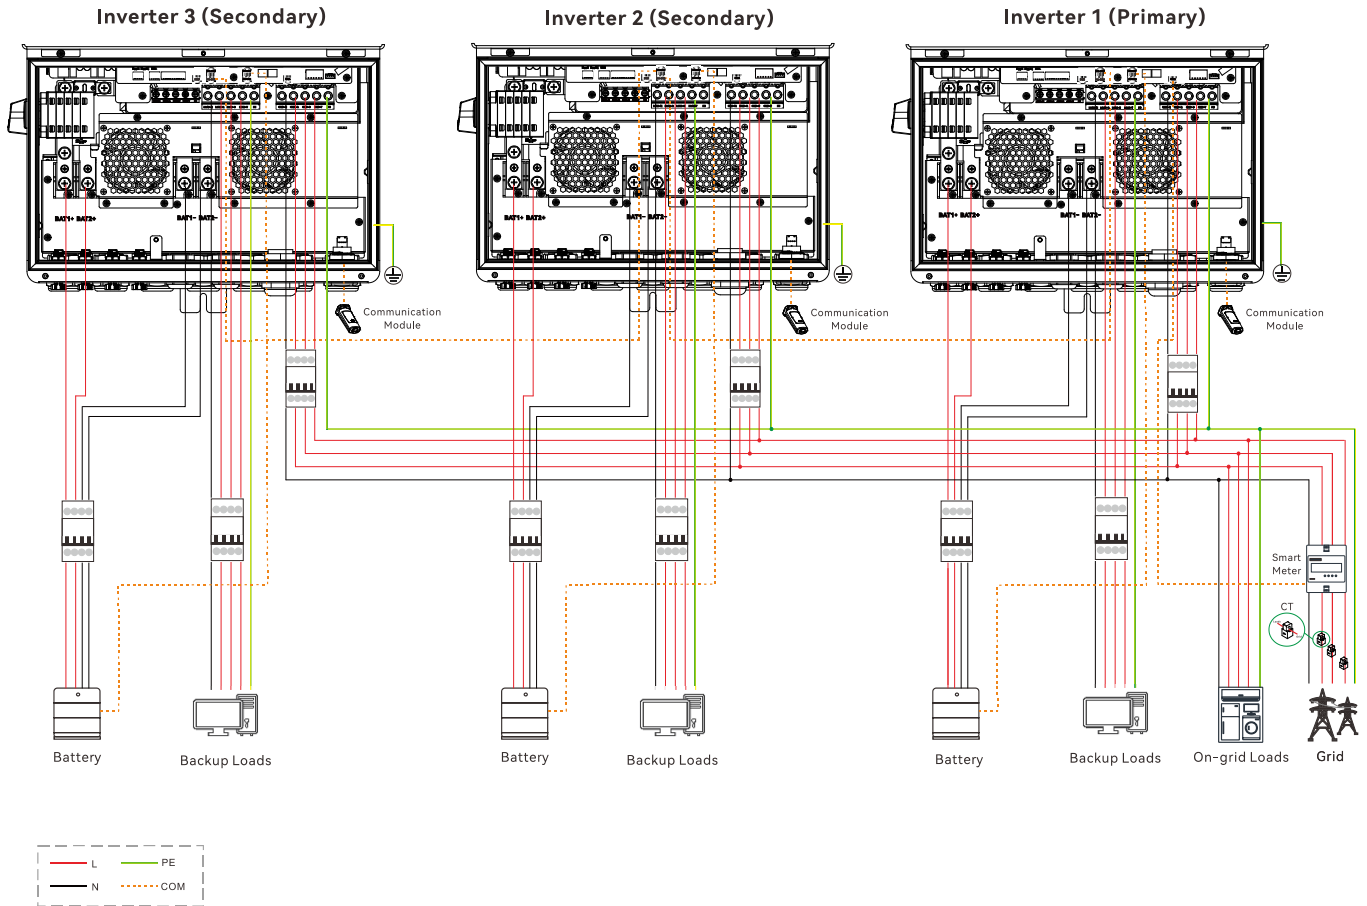 Inverter 3 (Secondary)
Inverter 2 (Secondary)
Inverter 1 (Primary)
BAT1+ BAT2+
BAT1- BAT2-
BAT1+ BAT2+
BAT1- BAT2-
BAT1+ BAT2+
BAT1- BAT2-
Communication
Module
Communication
Module
Communication
Module
Smart
Meter
CT
Battery
Backup Loads
Battery
Backup Loads
Battery
Backup Loads
On-grid Loads
Grid
L
PE
N
COM